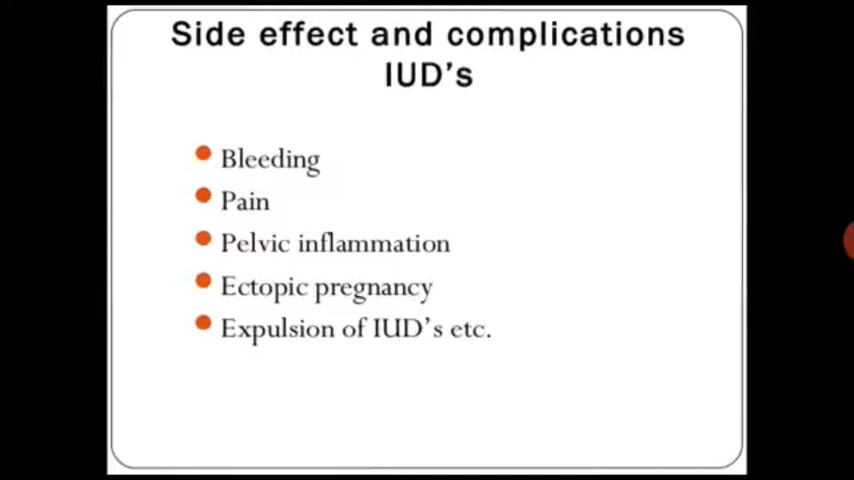 Side effect and complications
IUD’s
Bleeding
Pain
Pelvic inflammation
Ectopic pregnancy
Expulsion of IUD’s etc.